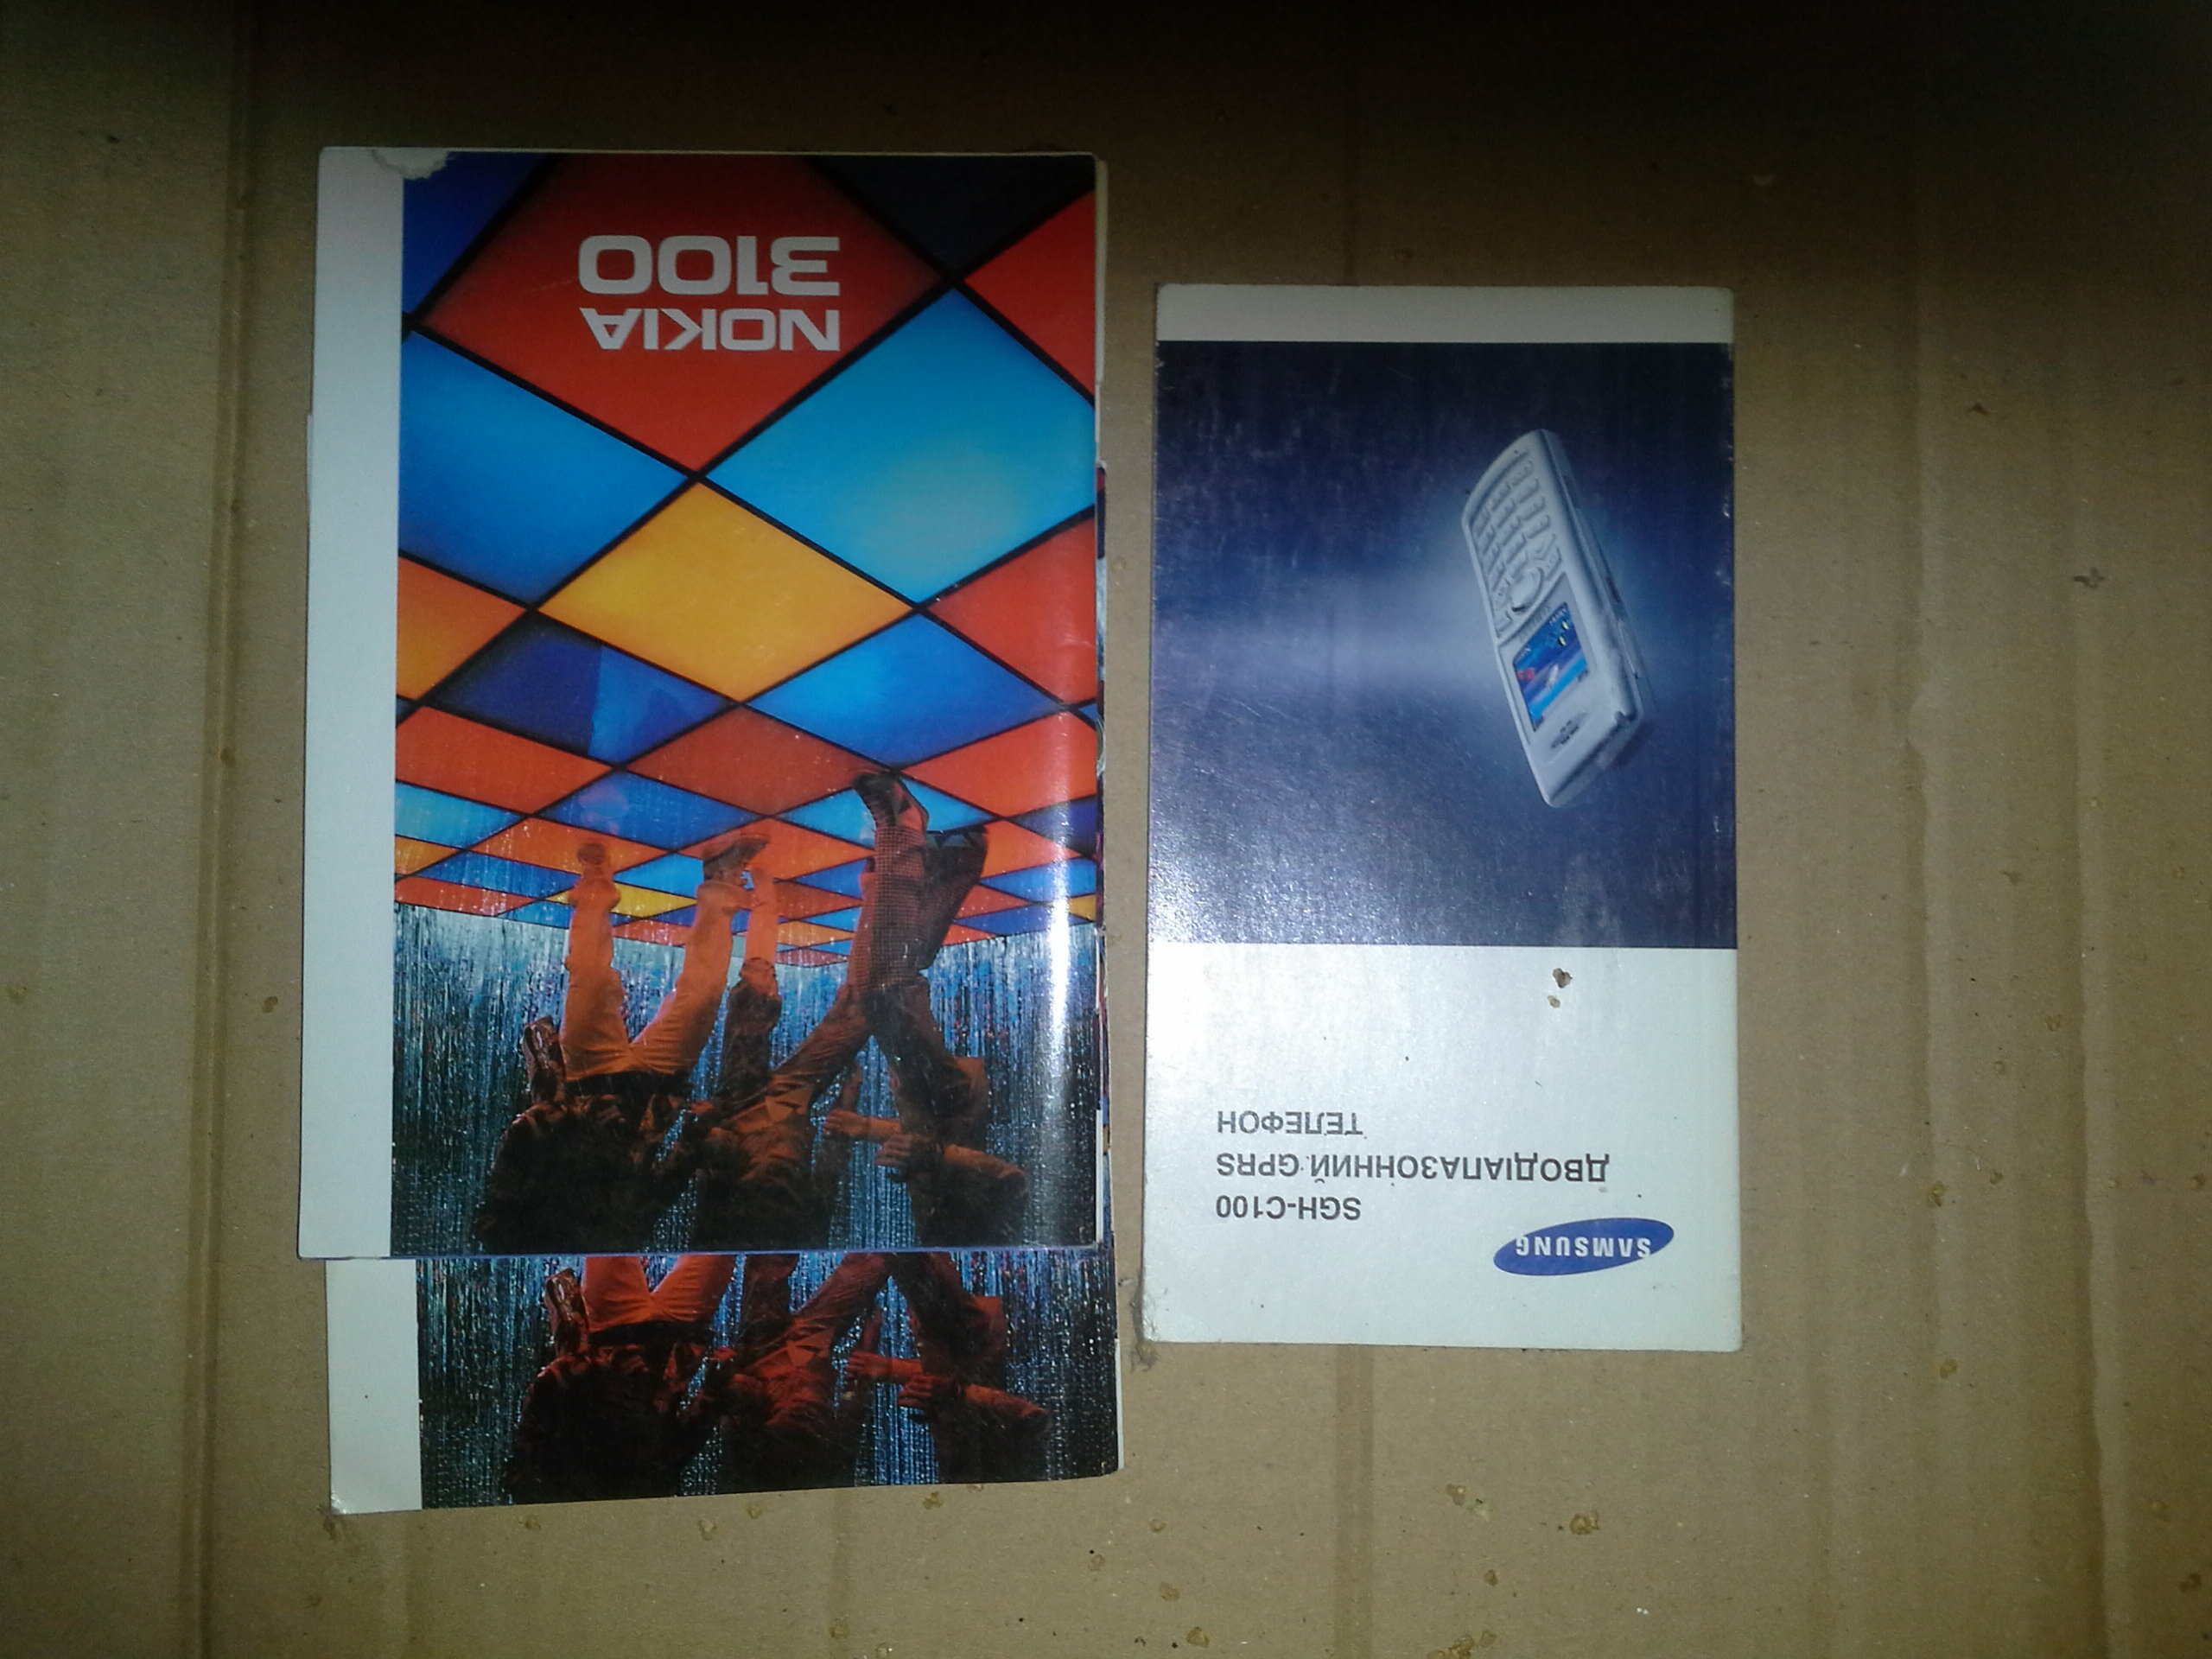 NOKIA
3100
SAMSUNG
SGH-C100
ДВОДІАПАЗОННИЙ GPRS
ТЕЛЕФОН